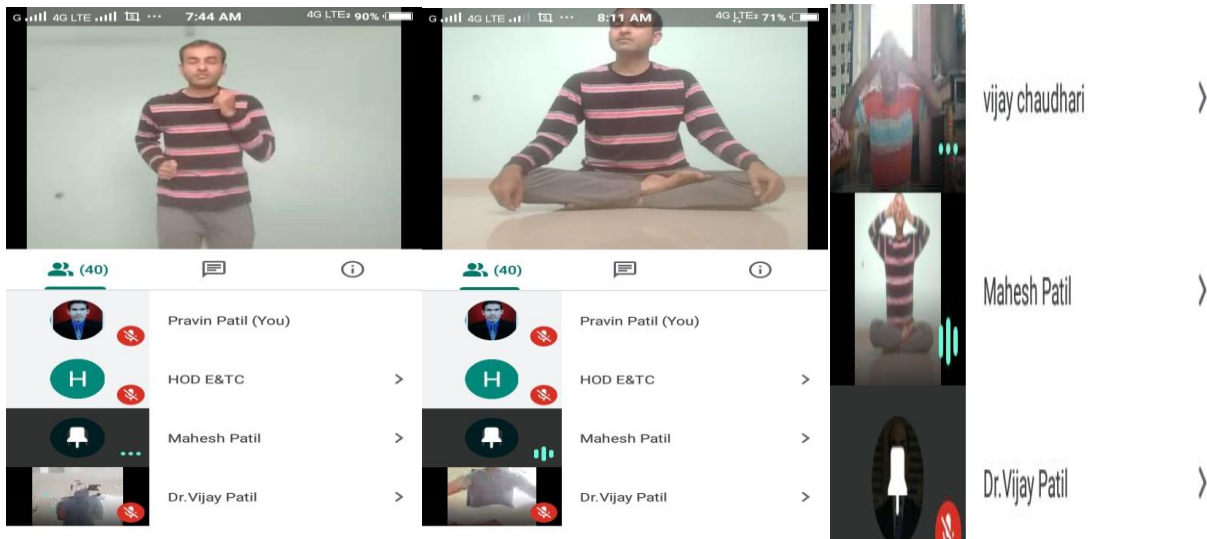 G 4G LTE ... 7:44 AM 4G LTE2 90%
(40)
Pravin Patil (You)
H
HOD E&TC
Mahesh Patil
Dr.Vijay Patil
G 4G LTE ... 8:11 AM 4G LTE2 71%
(40)
Pravin Patil (You)
H
HOD E&TC
Mahesh Patil
Dr.Vijay Patil
vijay chaudhari
Mahesh Patil
Dr.Vijay Patil